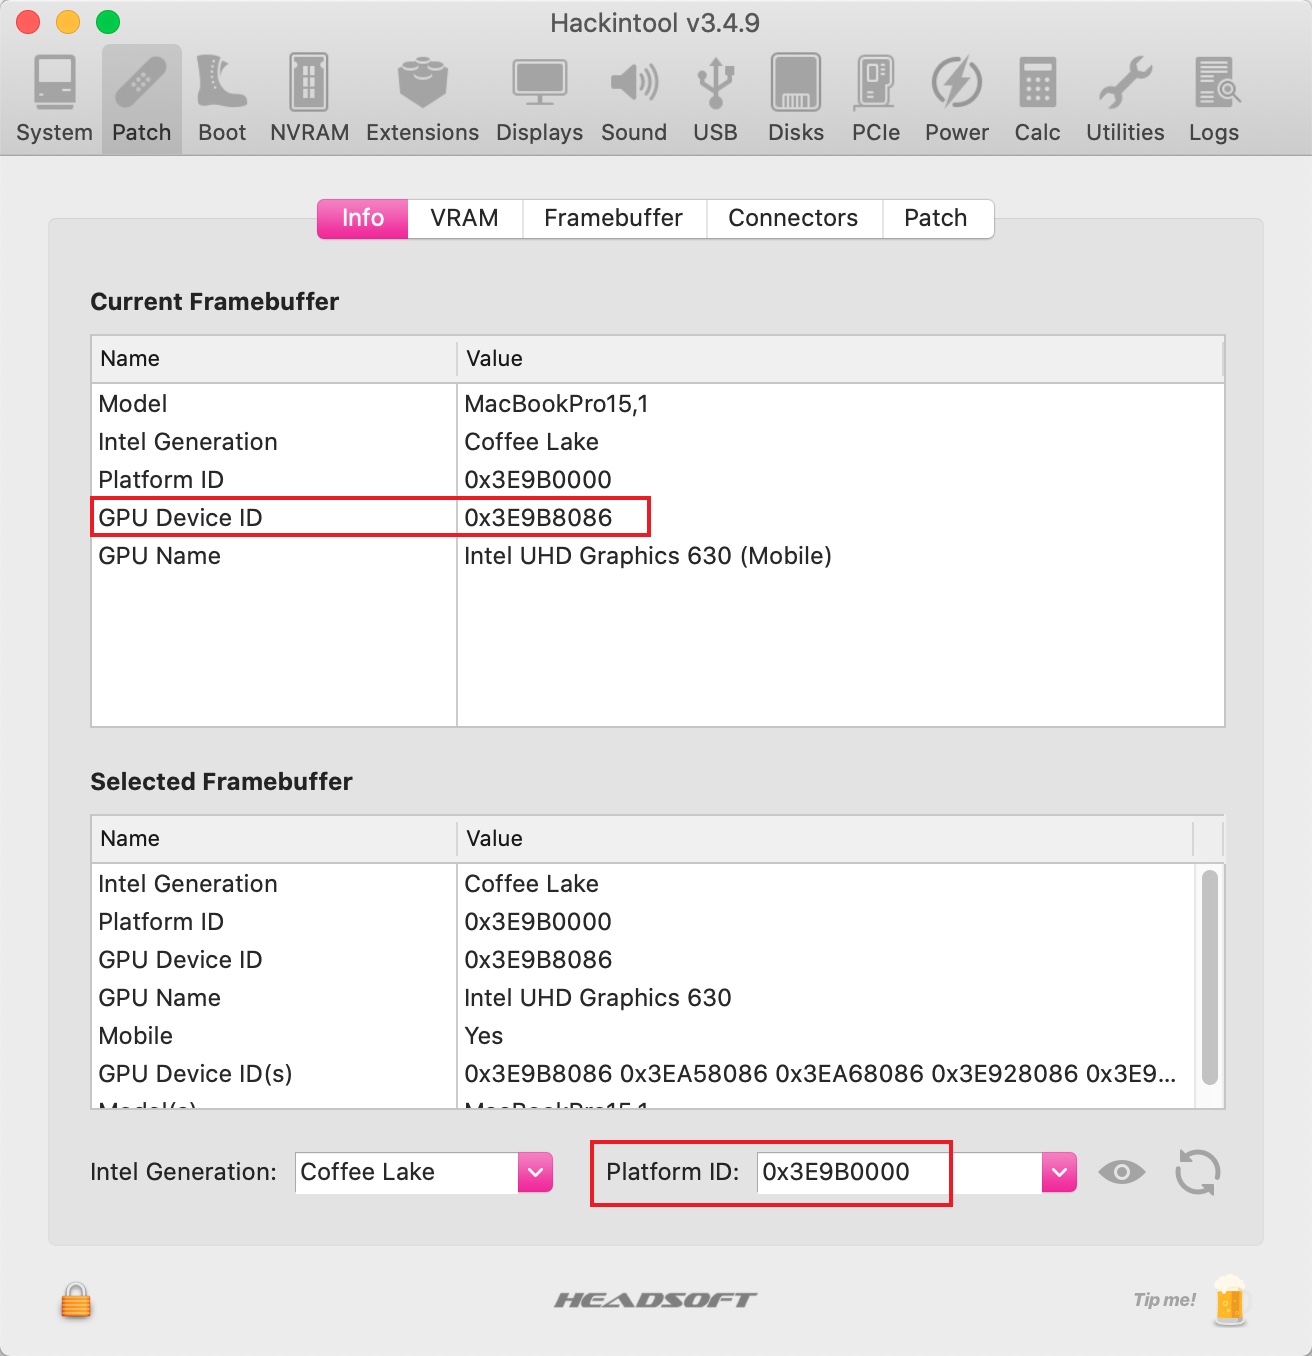 Hackintool v3.4.9
System Patch Boot NVRAM Extensions Displays Sound USB Disks PCIe Power Calc Utilities Logs
Info VRAM Framebuffer Connectors Patch
Current Framebuffer
Name Value
Model MacBookPro15,1
Intel Generation Coffee Lake
Platform ID 0x3E9B0000
GPU Device ID 0x3E9B8086
GPU Name Intel UHD Graphics 630 (Mobile)
Selected Framebuffer
Name Value
Intel Generation Coffee Lake
Platform ID 0x3E9B0000
GPU Device ID 0x3E9B8086
GPU Name Intel UHD Graphics 630
Mobile Yes
GPU Device ID(s) 0x3E9B8086 0x3EA58086 0x3EA68086 0x3E928086 0x3E9...
Model(s) MacBookPro15,1
Intel Generation: Coffee Lake Platform ID: 0x3E9B0000
HEADSOFT
Tip me!